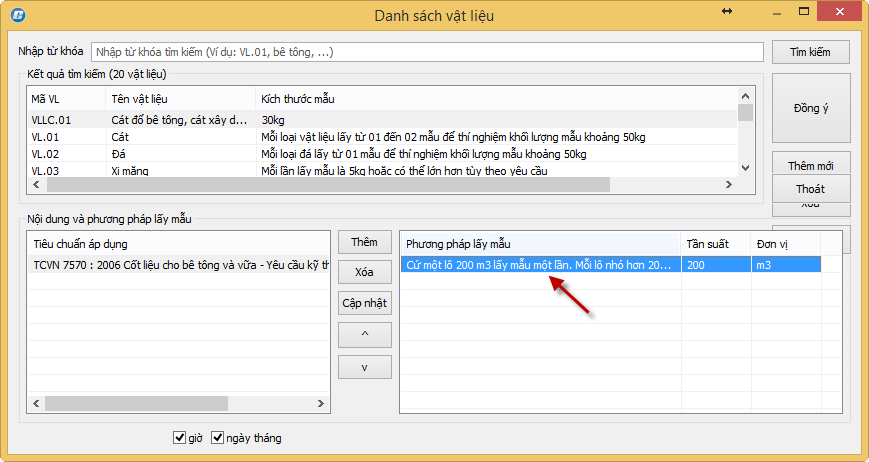 Danh sách vật liệu
Nhập từ khóa
Nhập từ khóa tìm kiếm (Ví dụ: VL.01, bê tông, ...)
Tìm kiếm
Kết quả tìm kiếm (20 vật liệu)
Mã VL Tên vật liệu Kích thước mẫu
VLLC.01 Cát đổ bê tông, cát xây d... 30kg
VL.01 Cát Mỗi loại vật liệu lấy từ 01 đến 02 mẫu để thí nghiệm khối lượng mẫu khoảng 50kg
VL.02 Đá Mỗi loại đá lấy từ 01 mẫu để thí nghiệm khối lượng mẫu khoảng 50kg
VL.03 Xi măng Mỗi lần lấy mẫu là 5kg hoặc có thể lớn hơn tùy theo yêu cầu
Đồng ý
Thêm mới
Thoát
Xóa
Nội dung và phương pháp lấy mẫu
Tiêu chuẩn áp dụng
TCVN 7570 : 2006 Cốt liệu cho bê tông và vữa - Yêu cầu kỹ th
Thêm
Xóa
Cập nhật
^
v
Phương pháp lấy mẫu Tần suất Đơn vị
Cứ một lô 200 m3 lấy mẫu một lần. Mỗi lô nhỏ hơn 20... 200 m3
giờ ngày tháng